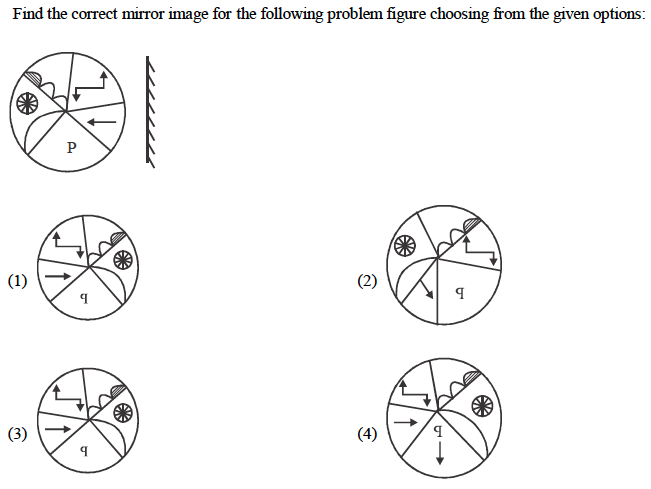 Find the correct mirror image for the following problem figure choosing from the given options:
P
(1)
q
(2)
q
(3)
q
(4)
q